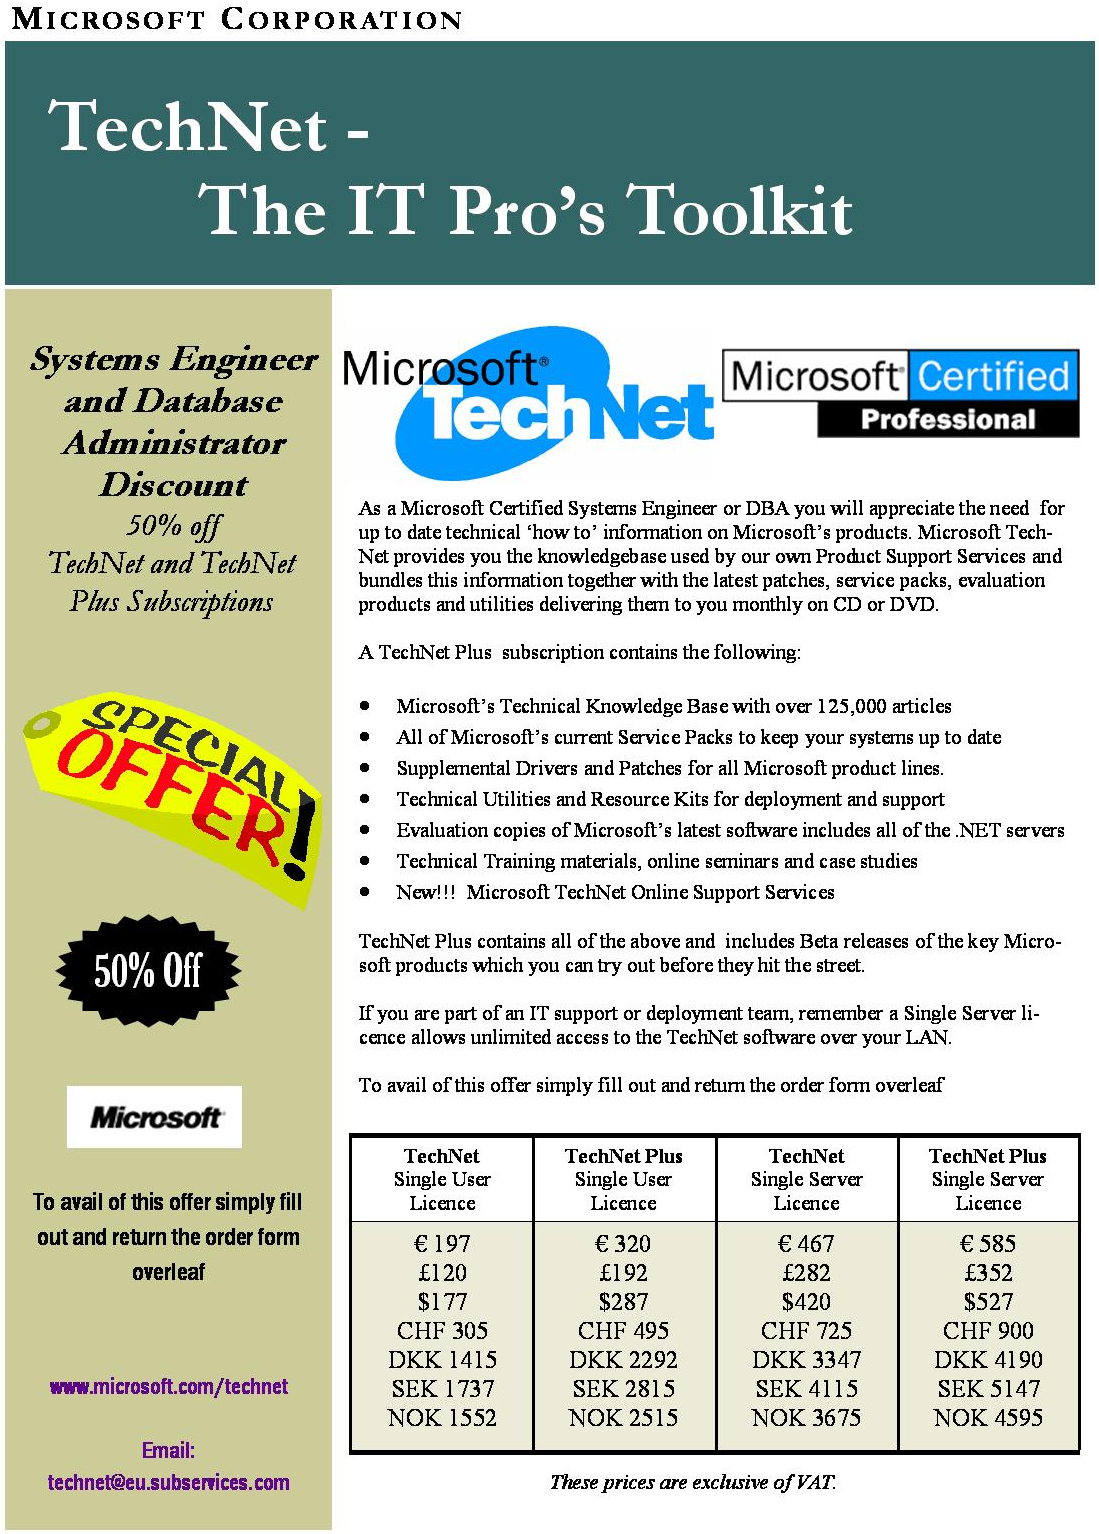 MICROSOFT CORPORATION
TechNet -
The IT Pro's Toolkit
Systems Engineer
and Database
Administrator
Discount
50% off
TechNet and TechNet
Plus Subscriptions
SPECIAL
OFFER!
50% Off
Microsoft
To avail of this offer simply fill
out and return the order form
overleaf
www.microsoft.com/technet
Email:
technet@eu.subservices.com
Microsoft®
TechNet
Microsoft Certified
Professional
As a Microsoft Certified Systems Engineer or DBA you will appreciate the need for
up to date technical ‘how to’ information on Microsoft’s products. Microsoft Tech-
Net provides you the knowledgebase used by our own Product Support Services and
bundles this information together with the latest patches, service packs, evaluation
products and utilities delivering them to you monthly on CD or DVD.
A TechNet Plus subscription contains the following:
• Microsoft’s Technical Knowledge Base with over 125,000 articles
• All of Microsoft’s current Service Packs to keep your systems up to date
• Supplemental Drivers and Patches for all Microsoft product lines.
• Technical Utilities and Resource Kits for deployment and support
• Evaluation copies of Microsoft’s latest software includes all of the .NET servers
• Technical Training materials, online seminars and case studies
• New!!! Microsoft TechNet Online Support Services
TechNet Plus contains all of the above and includes Beta releases of the key Micro-
soft products which you can try out before they hit the street.
If you are part of an IT support or deployment team, remember a Single Server li-
cence allows unlimited access to the TechNet software over your LAN.
To avail of this offer simply fill out and return the order form overleaf
TechNet TechNet Plus TechNet TechNet Plus
Single User Single User Single Server Single Server
Licence Licence Licence Licence
€ 197 € 320 € 467 € 585
£120 £192 £282 £352
$177 $287 $420 $527
CHF 305 CHF 495 CHF 725 CHF 900
DKK 1415 DKK 2292 DKK 3347 DKK 4190
SEK 1737 SEK 2815 SEK 4115 SEK 5147
NOK 1552 NOK 2515 NOK 3675 NOK 4595
These prices are exclusive of VAT.